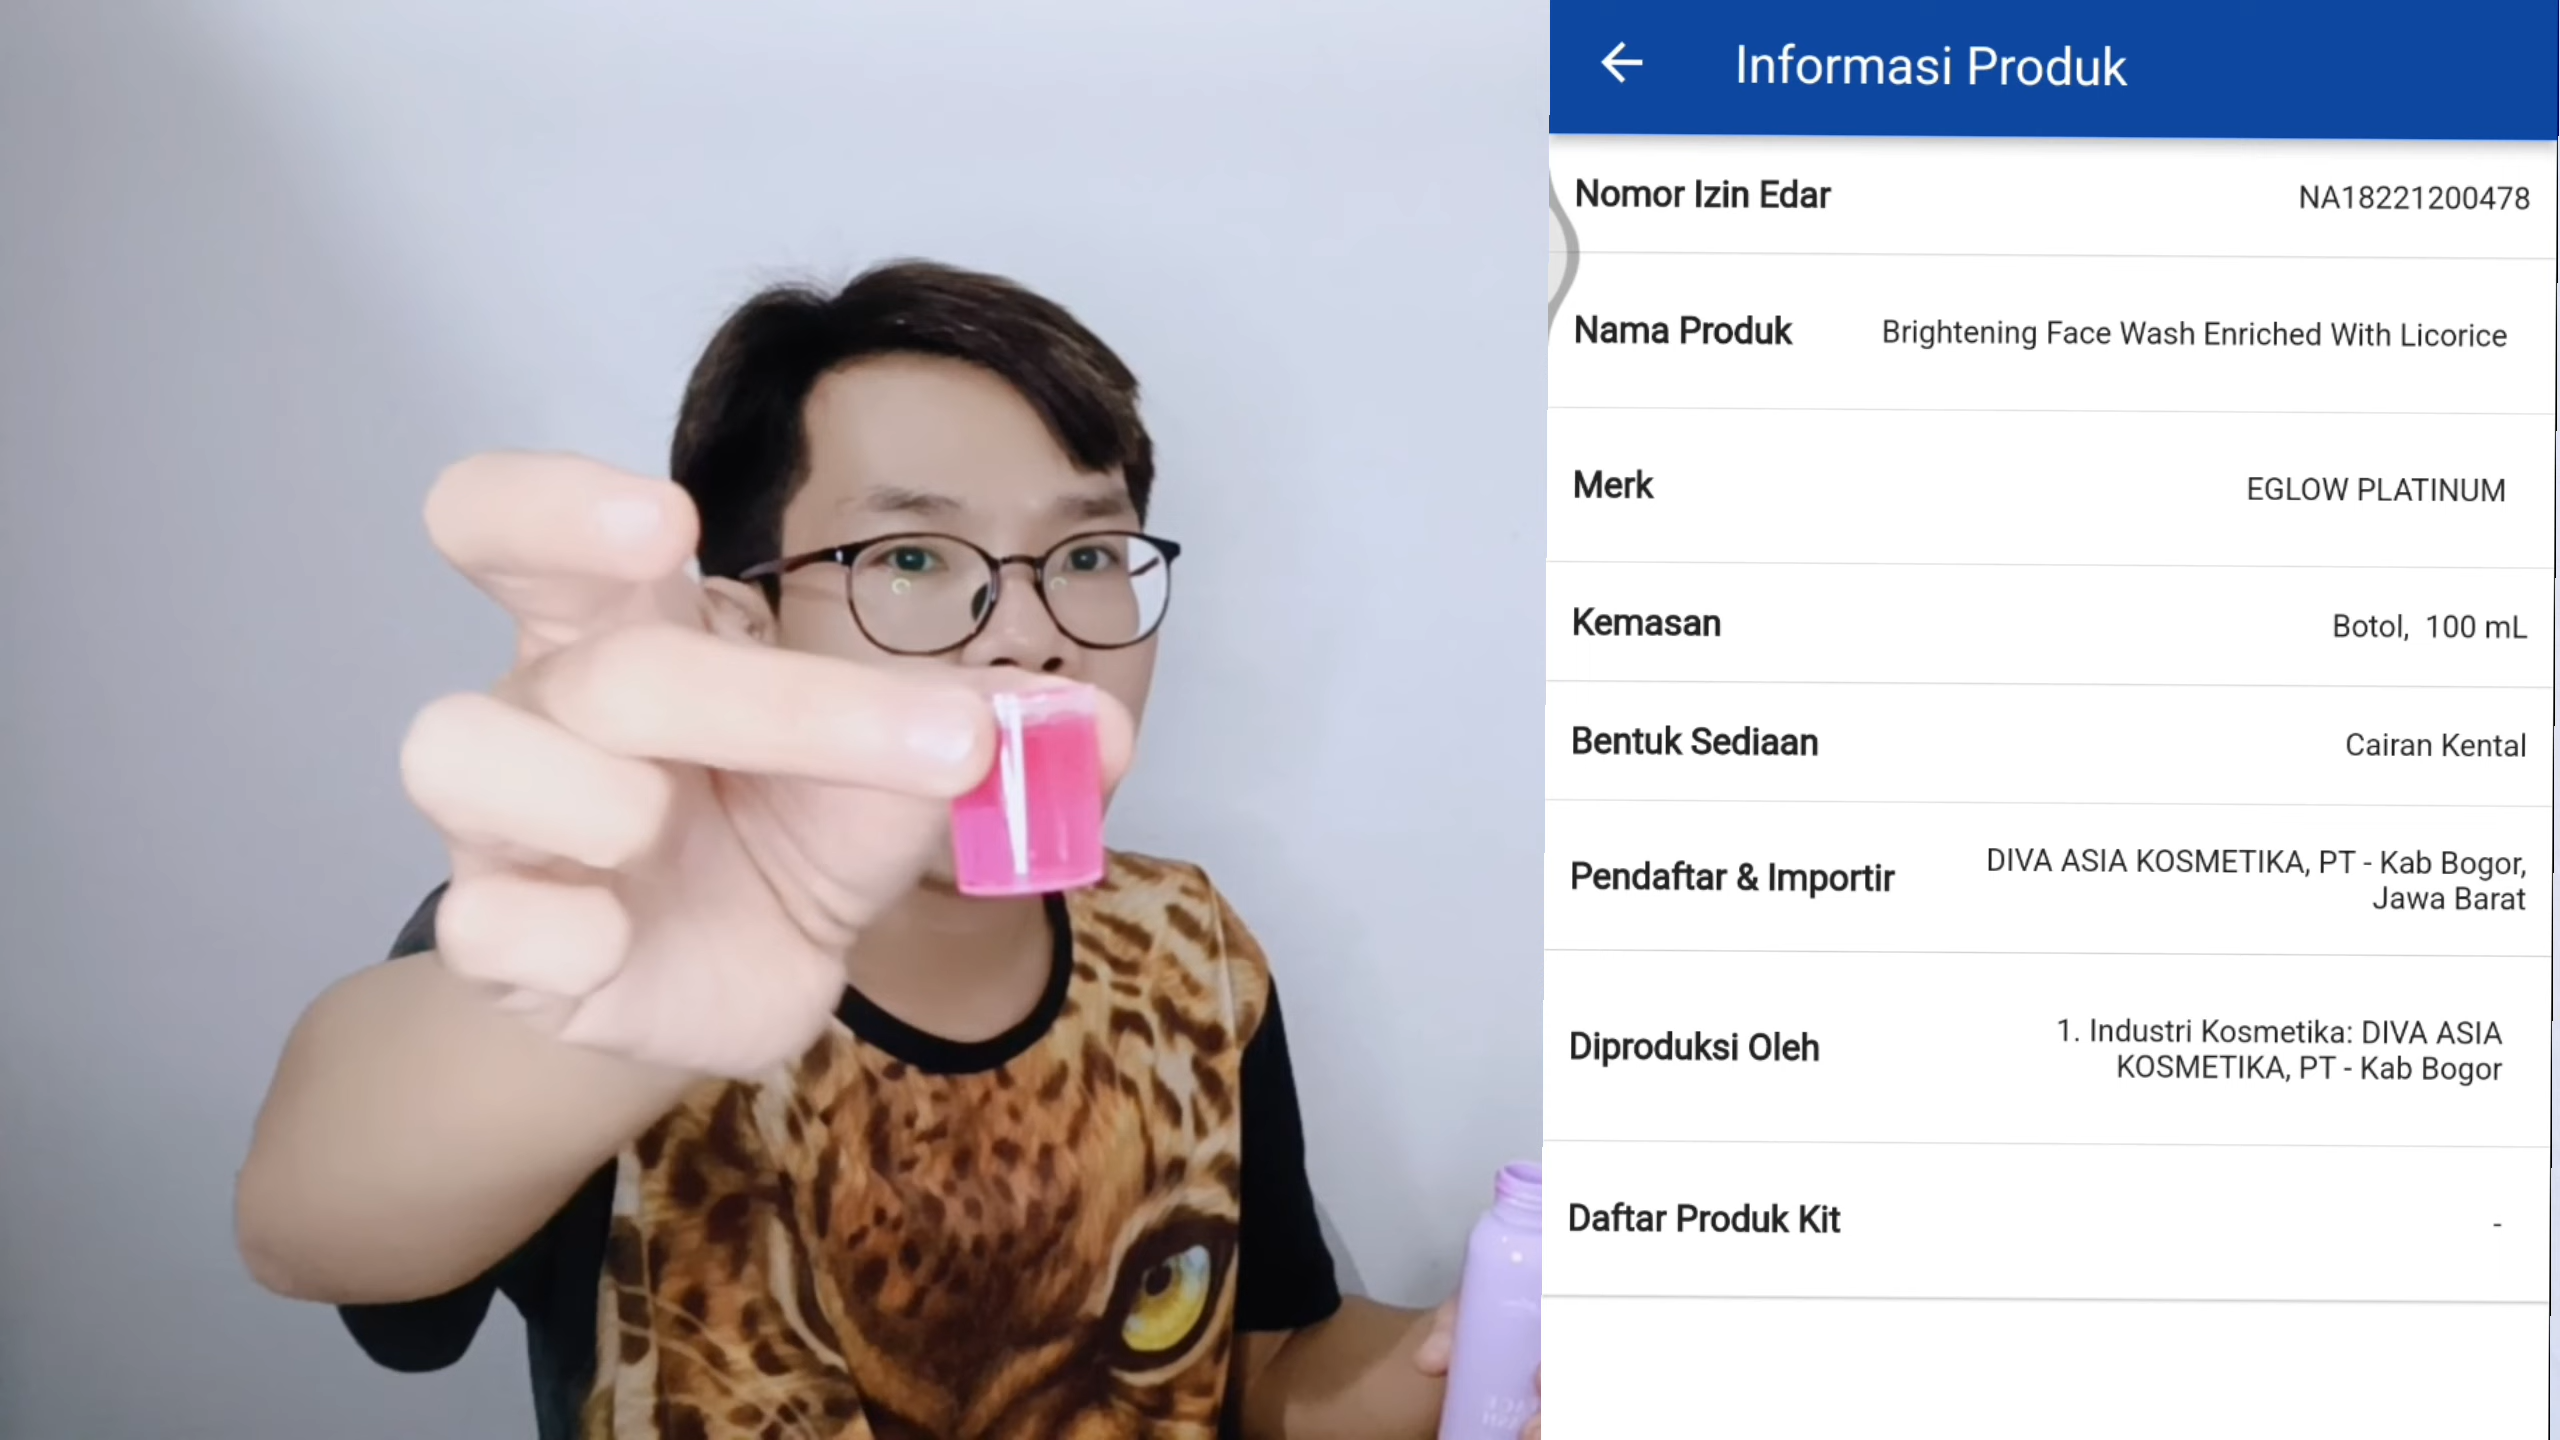 Informasi Produk
Nomor Izin Edar NA18221200478
Nama Produk Brightening Face Wash Enriched With Licorice
Merk EGLOW PLATINUM
Kemasan Botol, 100 mL
Bentuk Sediaan Cairan Kental
Pendaftar & Importir DIVA ASIA KOSMETIKA, PT - Kab Bogor,
Jawa Barat
Diproduksi Oleh 1. Industri Kosmetika: DIVA ASIA
KOSMETIKA, PT - Kab Bogor
Daftar Produk Kit -